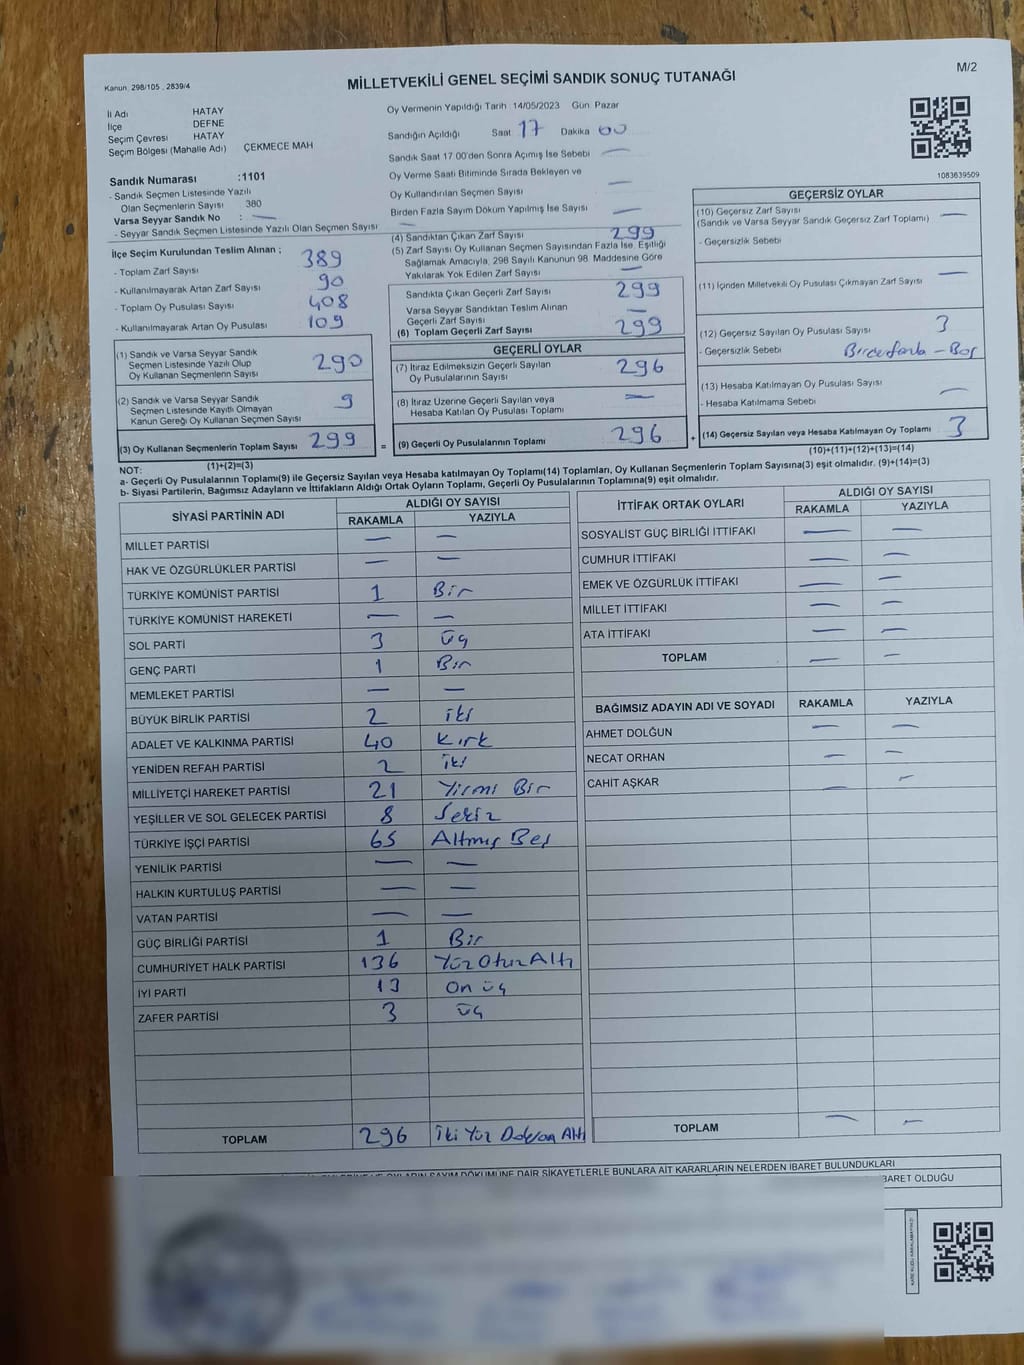 Kanun, 298/105 , 2839/4
MİLLETVEKİLİ GENEL SEÇİMİ SANDIK SONUÇ TUTANAĞI
M/2
İl Adı HATAY
İlçe DEFNE
Seçim Çevresi HATAY
Seçim Bölgesi (Mahalle Adı) ÇEKMECE MAH
Sandık Numarası :1101
- Sandık Seçmen Listesinde Yazılı
Olan Seçmenlerin Sayısı 380
Varsa Seyyar Sandık No : —
- Seyyar Sandık Seçmen Listesinde Yazılı Olan Seçmen Sayısı —
İlçe Seçim Kurulundan Teslim Alınan ;
- Toplam Zarf Sayısı 389
- Kullanılmayarak Artan Zarf Sayısı 90
- Toplam Oy Pusulası Sayısı 408
- Kullanılmayarak Artan Oy Pusulası 109
(1) Sandık ve Varsa Seyyar Sandık
Seçmen Listesinde Yazılı Olup
Oy Kullanan Seçmenlerin Sayısı 290
(2) Sandık ve Varsa Seyyar Sandık
Seçmen Listesinde Kayıtlı Olmayan
Kanun Gereği Oy Kullanan Seçmen Sayısı 9
(3) Oy Kullanan Seçmenlerin Toplam Sayısı 299
(1)+(2)=(3)
Oy Vermenin Yapıldığı Tarih 14/05/2023 Gün Pazar
Sandığın Açıldığı Saat 17 Dakika 00
Sandık Saat 17 00'den Sonra Açımış İse Sebebi —
Oy Verme Saati Bitiminde Sırada Bekleyen ve
Oy Kullandırılan Seçmen Sayısı —
Birden Fazla Sayım Döküm Yapılmış İse Sayısı —
(4) Sandıktan Çıkan Zarf Sayısı 299
(5) Zarf Sayısı Oy Kullanan Seçmen Sayısından Fazla İse, Eşitliği
Sağlamak Amacıyla, 298 Sayılı Kanunun 98 Maddesine Göre
Yakılarak Yok Edilen Zarf Sayısı —
Sandıkta Çıkan Geçerli Zarf Sayısı 299
Varsa Seyyar Sandıktan Teslim Alınan
Geçerli Zarf Sayısı —
(6) Toplam Geçerli Zarf Sayısı 299
GEÇERLİ OYLAR
(7) İtiraz Edilmeksizin Geçerli Sayılan
Oy Pusulalarının Sayısı 296
(8) İtiraz Üzerine Geçerli Sayılan veya
Hesaba Katılan Oy Pusulası Toplamı —
= (9) Geçerli Oy Pusulalarının Toplamı 296 +
1083639509
GEÇERSİZ OYLAR
(10) Geçersiz Zarf Sayısı
(Sandık ve Varsa Seyyar Sandık Geçersiz Zarf Toplamı) —
- Geçersizlik Sebebi
(11) İçinden Milletvekili Oy Pusulası Çıkmayan Zarf Sayısı —
(12) Geçersiz Sayılan Oy Pusulası Sayısı 3
- Geçersizlik Sebebi Birdenfazla - Boş
(13) Hesaba Katılmayan Oy Pusulası Sayısı —
- Hesaba Katılmama Sebebi
(14) Geçersiz Sayılan veya Hesaba Katılmayan Oy Toplamı 3
(10)+(11)+(12)+(13)=(14)
NOT:
a- Geçerli Oy Pusulalarının Toplamı(9) ile Geçersiz Sayılan veya Hesaba katılmayan Oy Toplamı(14) Toplamları, Oy Kullanan Seçmenlerin Toplam Sayısına(3) eşit olmalıdır. (9)+(14)=(3)
b- Siyasi Partilerin, Bağımsız Adayların ve İttifakların Aldığı Ortak Oyların Toplamı, Geçerli Oy Pusulalarının Toplamına(9) eşit olmalıdır.
SİYASİ PARTİNİN ADI ALDIĞI OY SAYISI
RAKAMLA YAZIYLA
MİLLET PARTİSİ — —
HAK VE ÖZGÜRLÜKLER PARTİSİ — —
TÜRKİYE KOMÜNİST PARTİSİ 1 Bir
TÜRKİYE KOMÜNİST HAREKETİ — —
SOL PARTİ 3 üç
GENÇ PARTİ 1 Bir
MEMLEKET PARTİSİ — —
BÜYÜK BİRLİK PARTİSİ 2 iki
ADALET VE KALKINMA PARTİSİ 40 Kırk
YENİDEN REFAH PARTİSİ 2 iki
MİLLİYETÇİ HAREKET PARTİSİ 21 Yirmi Bir
YEŞİLLER VE SOL GELECEK PARTİSİ 8 Sekiz
TÜRKİYE İŞÇİ PARTİSİ 65 Altmış Beş
YENİLİK PARTİSİ — —
HALKIN KURTULUŞ PARTİSİ — —
VATAN PARTİSİ — —
GÜÇ BİRLİĞİ PARTİSİ 1 Bir
CUMHURİYET HALK PARTİSİ 136 Yüz Otuz Altı
İYİ PARTİ 13 On üç
ZAFER PARTİSİ 3 üç
TOPLAM 296 İki Yüz Doksan Altı
İTTİFAK ORTAK OYLARI ALDIĞI OY SAYISI
RAKAMLA YAZIYLA
SOSYALİST GÜÇ BİRLİĞİ İTTİFAKI — —
CUMHUR İTTİFAKI — —
EMEK VE ÖZGÜRLÜK İTTİFAKI — —
MİLLET İTTİFAKI — —
ATA İTTİFAKI — —
TOPLAM — —
BAĞIMSIZ ADAYIN ADI VE SOYADI RAKAMLA YAZIYLA
AHMET DOLĞUN — —
NECAT ORHAN — —
CAHİT AŞKAR — —
TOPLAM — —
OYLARIN SAYIM DÖKÜMÜNE DAİR ŞİKAYETLERLE BUNLARA AİT KARARLARIN NELERDEN İBARET BULUNDUKLARI
İBARET OLDUĞU